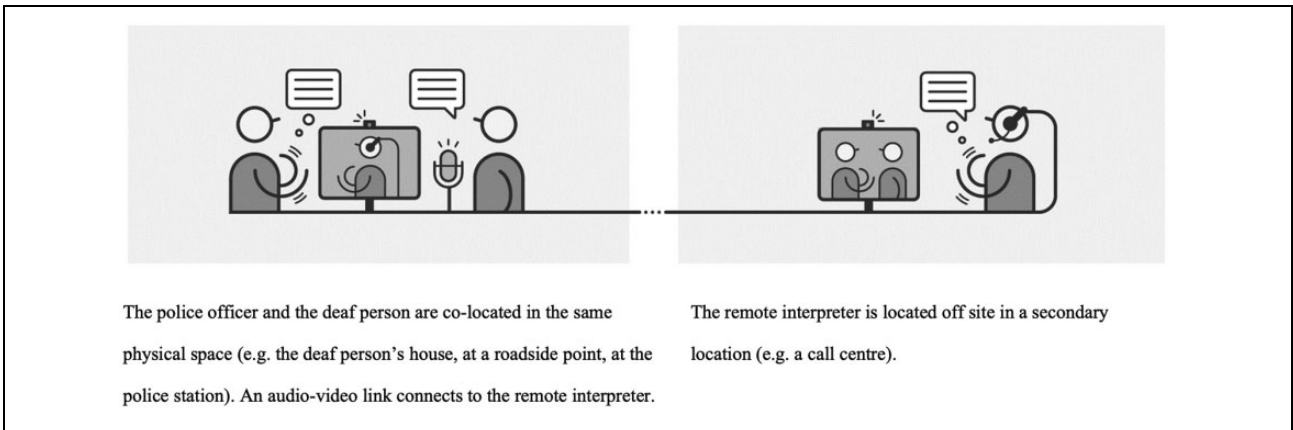 The police officer and the deaf person are co-located in the same
physical space (e.g. the deaf person’s house, at a roadside point, at the
police station). An audio-video link connects to the remote interpreter.
The remote interpreter is located off site in a secondary
location (e.g. a call centre).